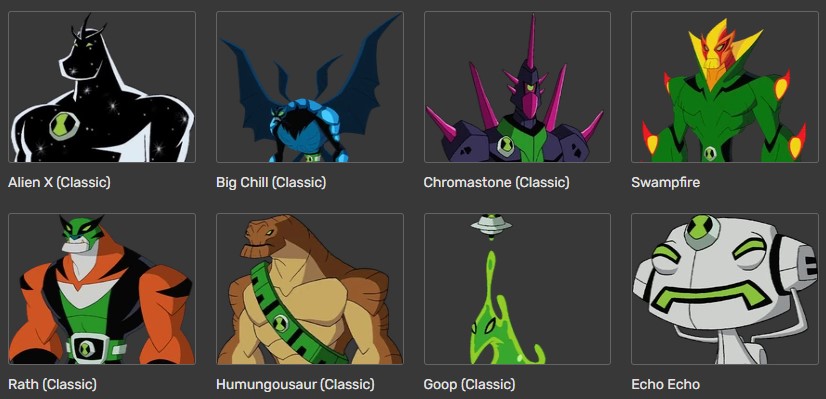 Alien X (Classic)
Big Chill (Classic)
Chromastone (Classic)
Swampfire
Rath (Classic)
Humungousaur (Classic)
Goop (Classic)
Echo Echo